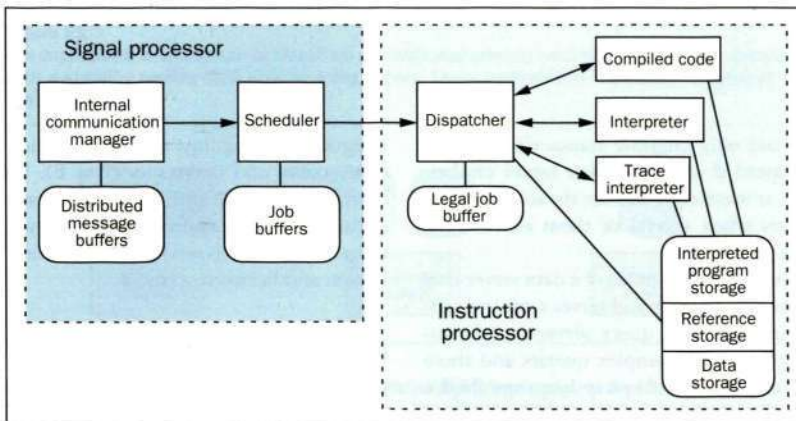 Signal processor
Internal
communication
manager
Scheduler
Distributed
message
buffers
Job
buffers
Dispatcher
Legal job
buffer
Compiled code
Interpreter
Trace
interpreter
Interpreted
program
storage
Reference
storage
Data
storage
Instruction
processor